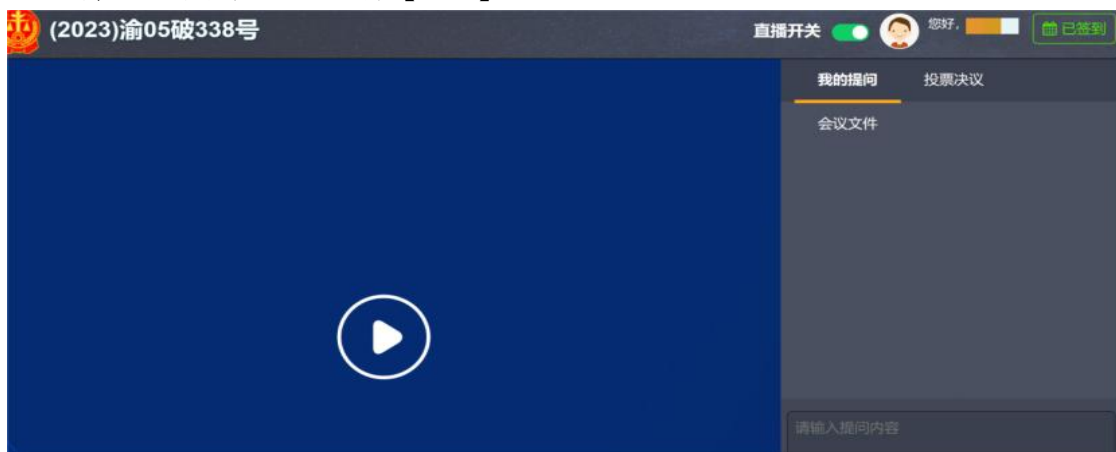 (2023)渝05破338号
直播开关
您好,
已签到
我的提问
投票决议
会议文件
请输入提问内容